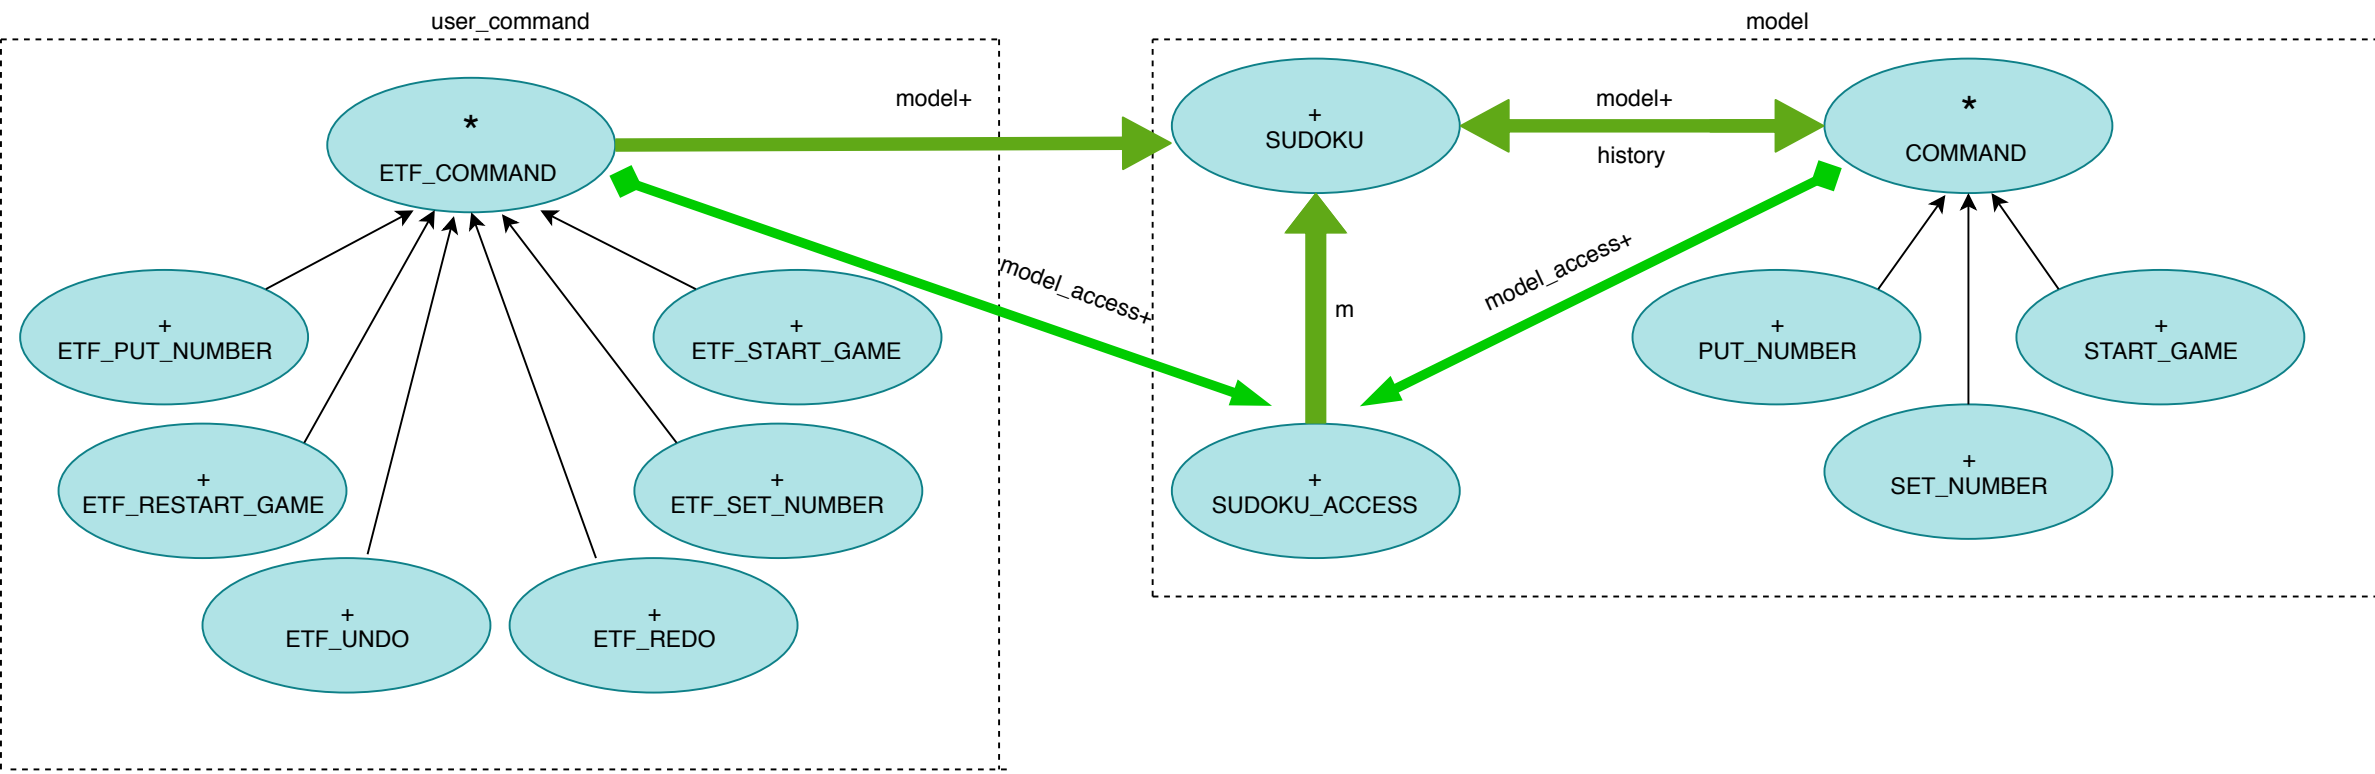 user_command
model
*
ETF_COMMAND
model+
+
SUDOKU
model+
history
*
COMMAND
model_access+
m
model_access+
+
ETF_PUT_NUMBER
+
ETF_START_GAME
+
PUT_NUMBER
+
START_GAME
+
ETF_RESTART_GAME
+
ETF_SET_NUMBER
+
SUDOKU_ACCESS
+
SET_NUMBER
+
ETF_UNDO
+
ETF_REDO